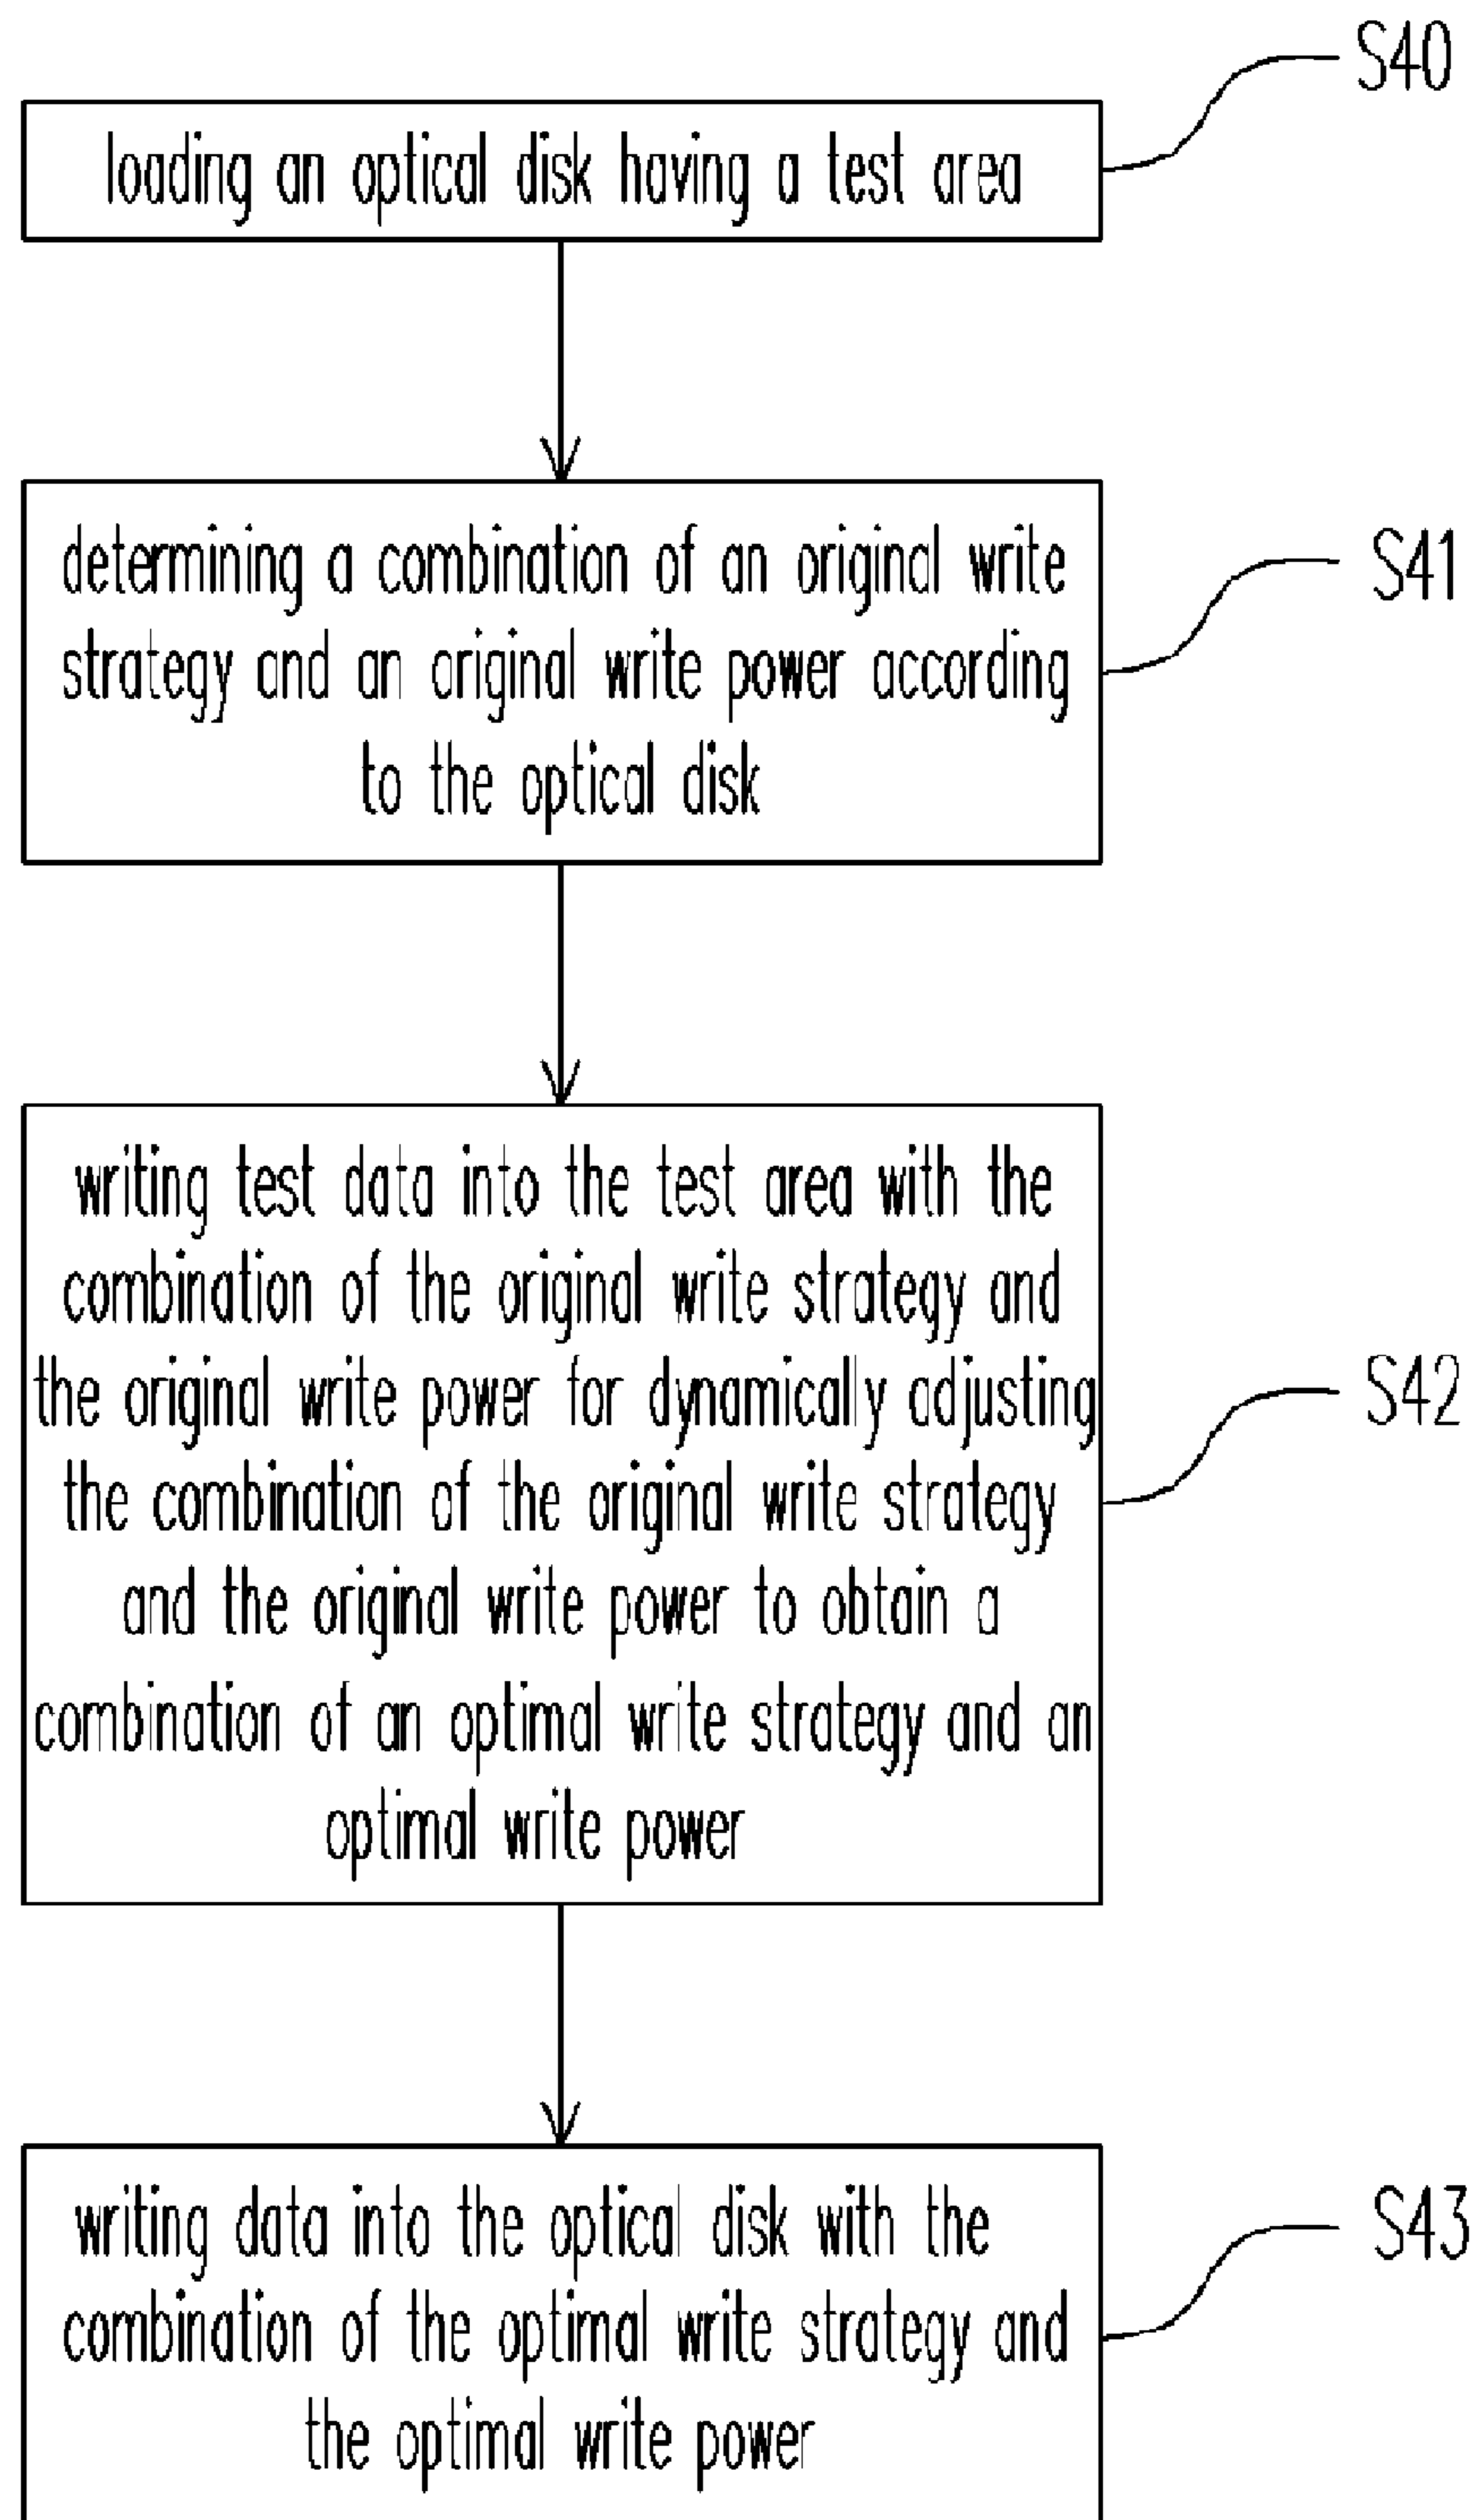 S40
loading an optical disk having a test area
determining a combination of an original write
S41
strategy and an original write power according
to the optical disk
writing test data into the test area with the
combination of the original write strategy and
the original write power for dynamically adjusting
S42
the combination of the original write strategy
and the original write power to obtain a
combination of an optimal write strategy and an
optimal write power
writing data into the optical disk with the
S43
combination of the optimal write strategy and
the optimal write power